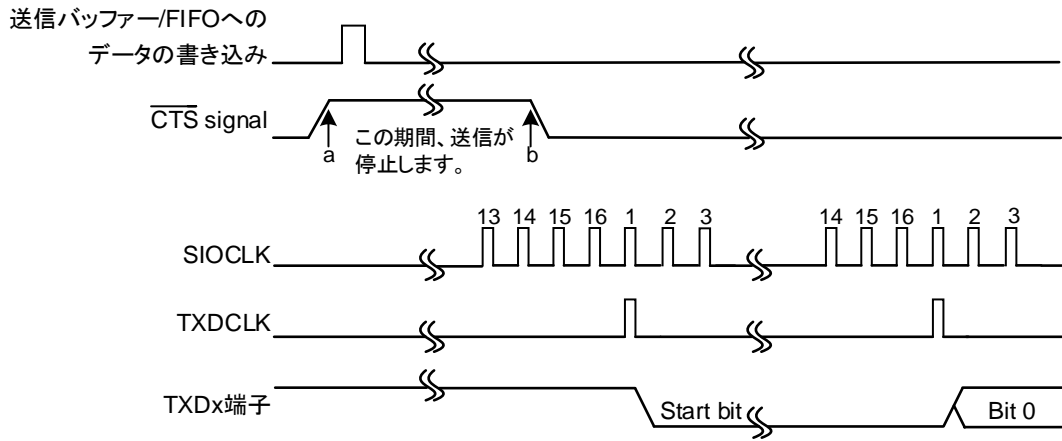 送信バッファー/FIFOへの
データの書き込み
CTS signal
a
この期間、送信が
停止します。
b
13 14 15 16 1 2 3
14 15 16 1 2 3
SIOCLK
TXDCLK
TXDx端子
Start bit
Bit 0